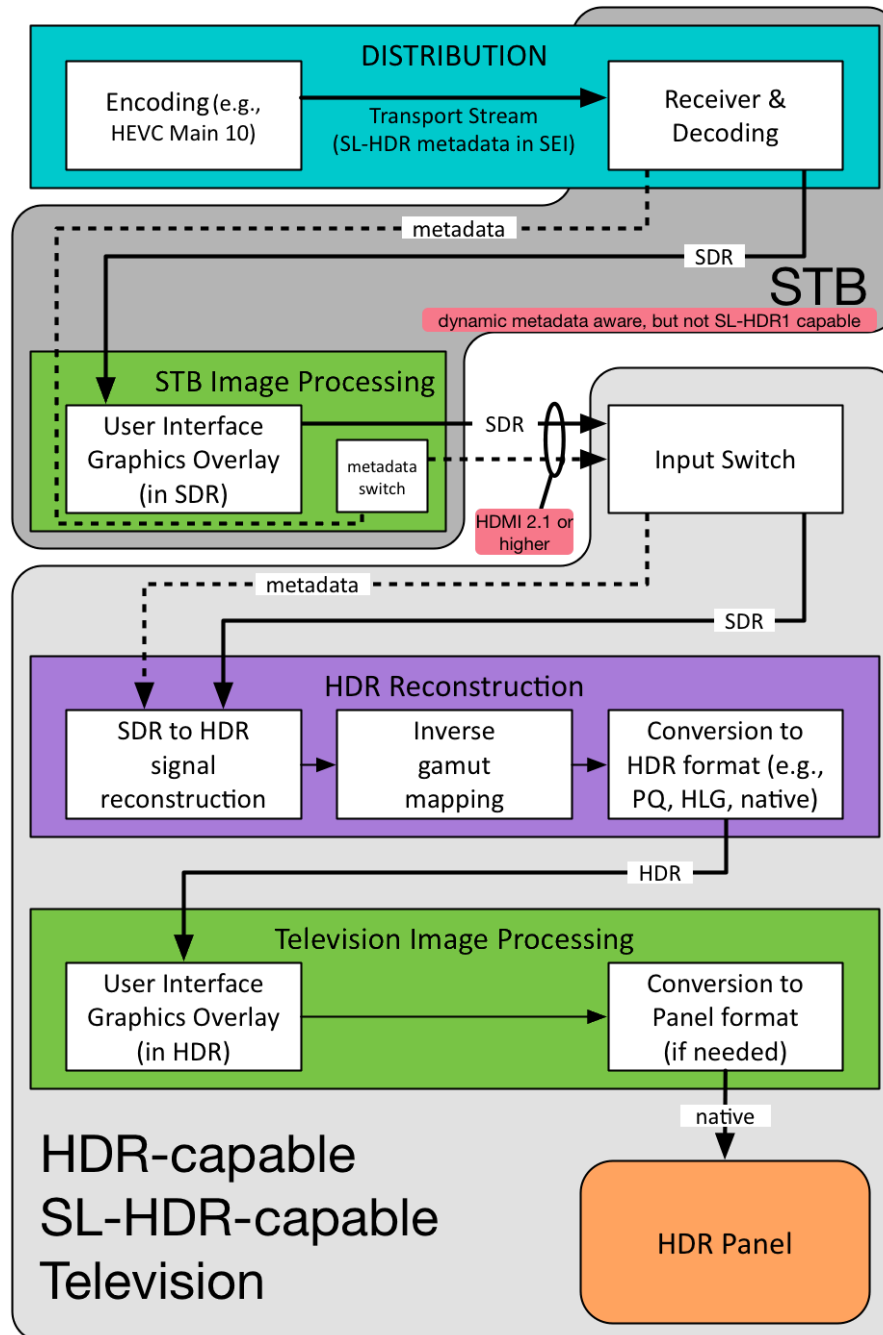 DISTRIBUTION
Encoding (e.g.,
HEVC Main 10)
Transport Stream
(SL-HDR metadata in SEI)
Receiver &
Decoding
metadata
SDR
STB
dynamic metadata aware, but not SL-HDR1 capable
STB Image Processing
User Interface
Graphics Overlay
(in SDR)
metadata
switch
SDR
HDMI 2.1 or
higher
Input Switch
metadata
SDR
HDR Reconstruction
SDR to HDR
signal
reconstruction
Inverse
gamut
mapping
Conversion to
HDR format (e.g.,
PQ, HLG, native)
HDR
Television Image Processing
User Interface
Graphics Overlay
(in HDR)
Conversion to
Panel format
(if needed)
native
HDR-capable
SL-HDR-capable
Television
HDR Panel